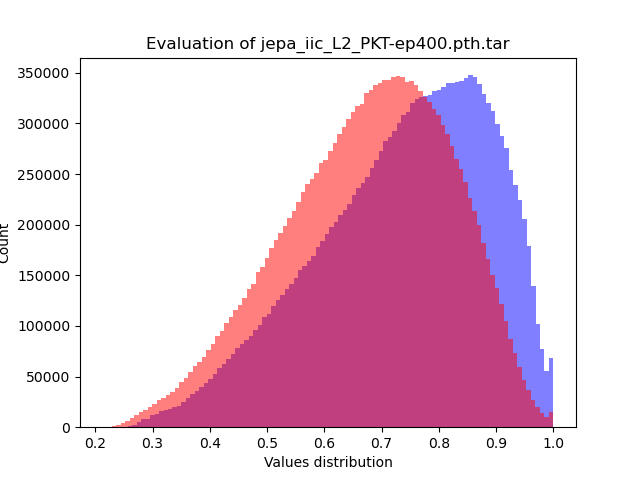 Evaluation of jepa_iic_L2_PKT-ep400.pth.tar
350000
300000
250000
200000
150000
100000
50000
0
Count
0.2 0.3 0.4 0.5 0.6 0.7 0.8 0.9 1.0
Values distribution